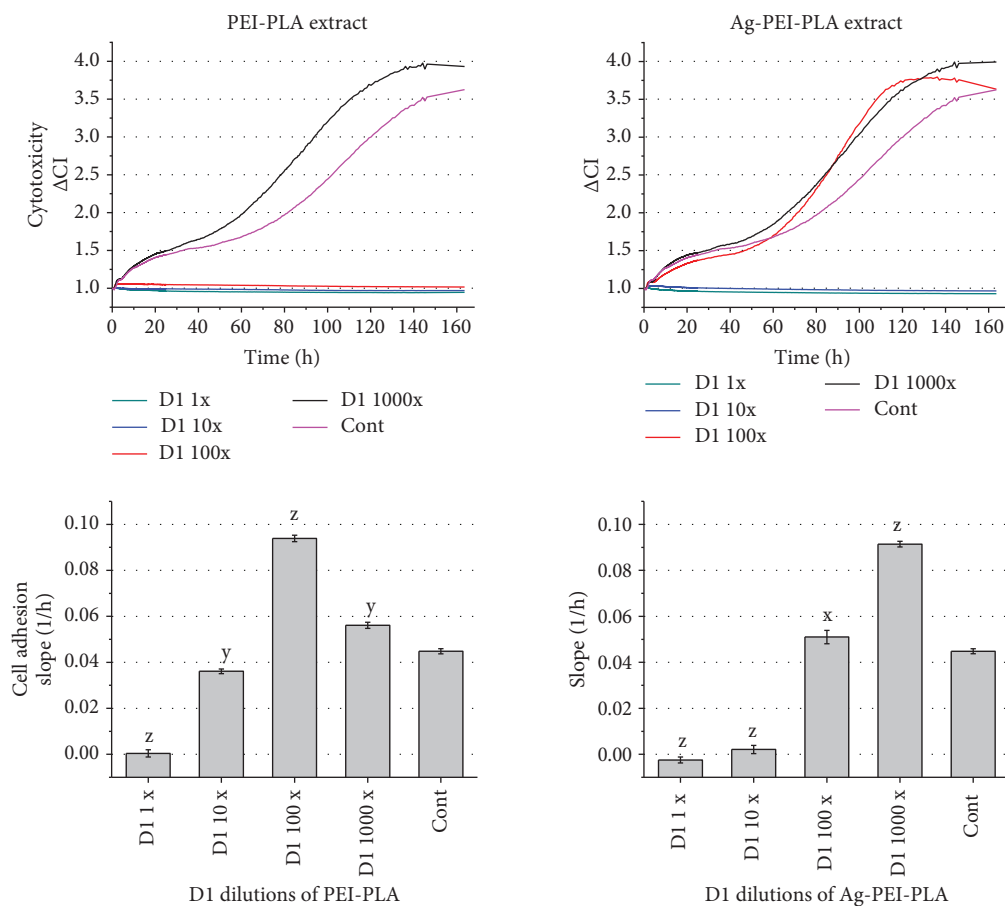 PEI-PLA extract
Cytotoxicity
ΔCI
4.0
3.5
3.0
2.5
2.0
1.5
1.0
0 20 40 60 80 100 120 140 160
Time (h)
D1 1x
D1 10x
D1 100x
D1 1000x
Cont
Ag-PEI-PLA extract
ΔCI
4.0
3.5
3.0
2.5
2.0
1.5
1.0
0 20 40 60 80 100 120 140 160
Time (h)
D1 1x
D1 10x
D1 100x
D1 1000x
Cont
Cell adhesion
slope (1/h)
0.10
0.08
0.06
0.04
0.02
0.00
z
y
z
y
D1 1 x
D1 10 x
D1 100 x
D1 1000 x
Cont
D1 dilutions of PEI-PLA
Slope (1/h)
0.10
0.08
0.06
0.04
0.02
0.00
z
z
x
z
D1 1 x
D1 10 x
D1 100 x
D1 1000 x
Cont
D1 dilutions of Ag-PEI-PLA